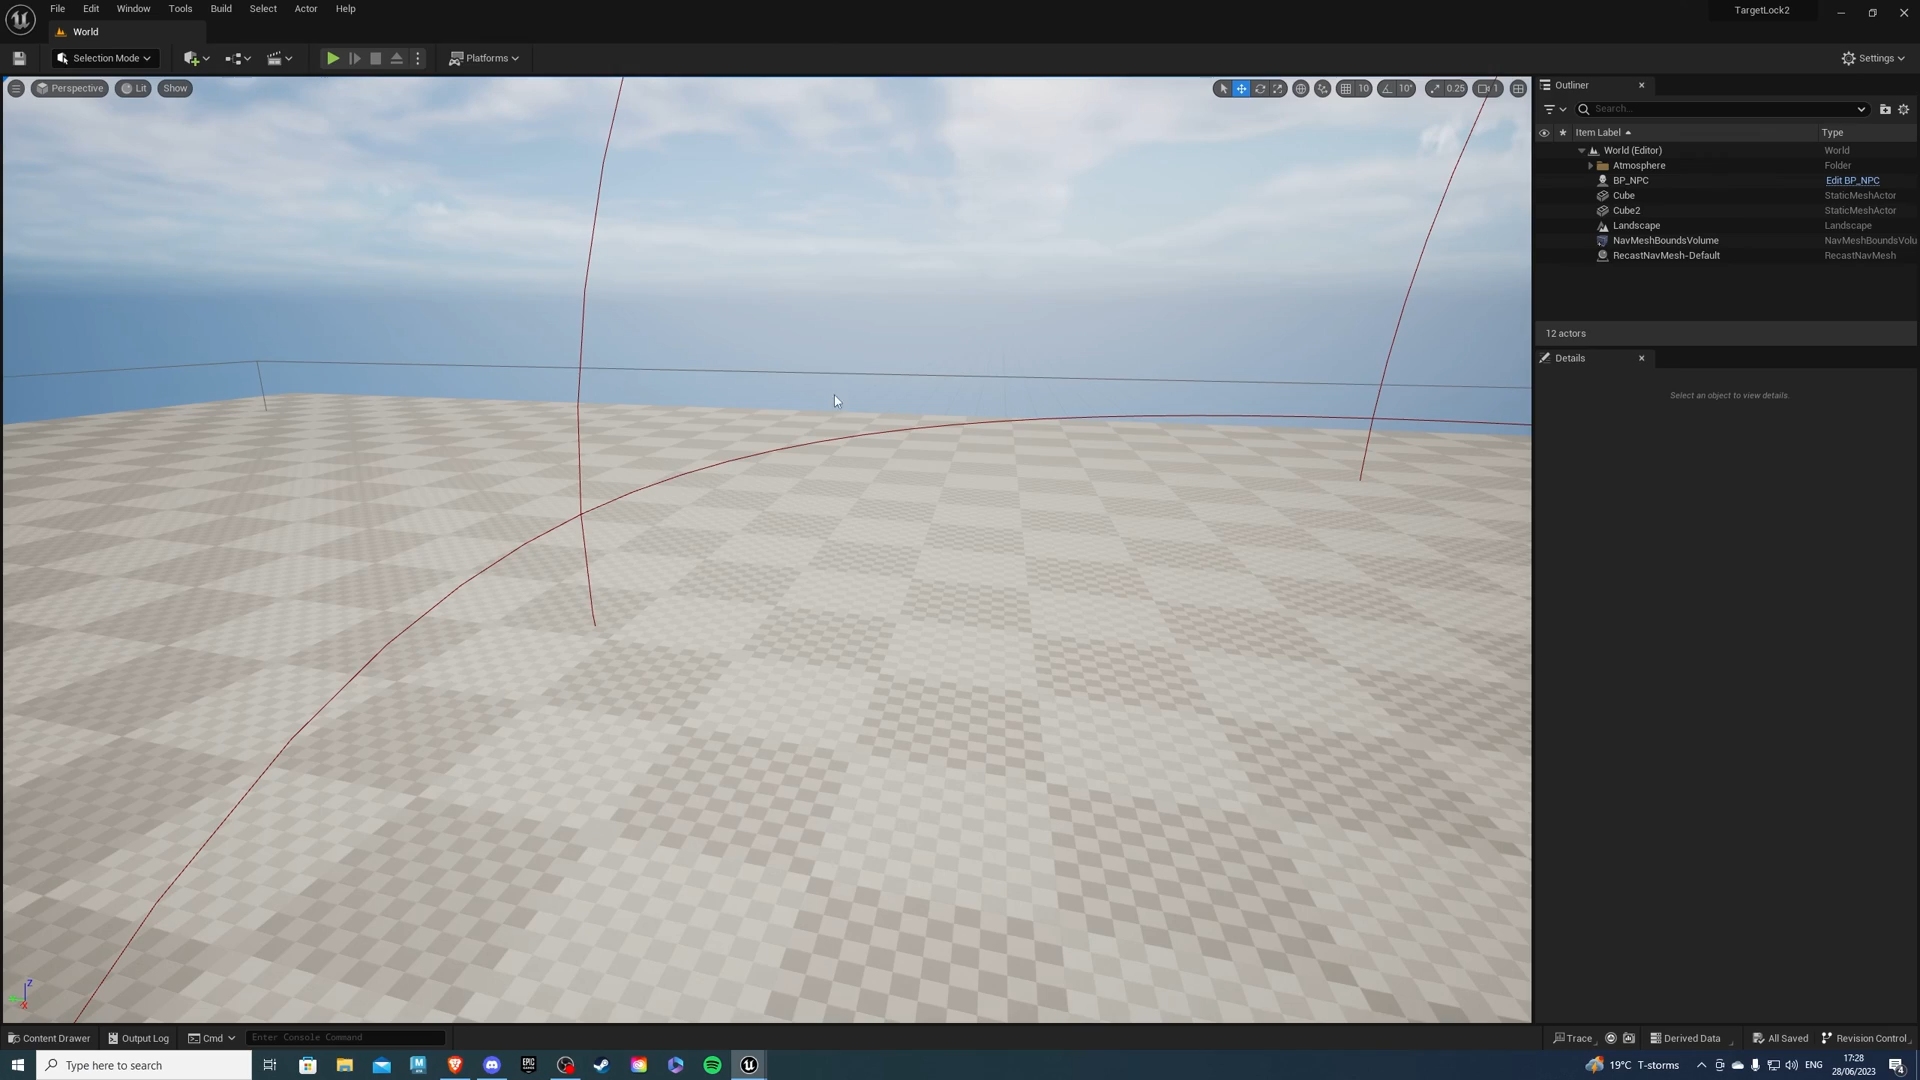 File Edit Window Tools Build Select Actor Help
TargetLock2
World
Selection Mode
Platforms
Settings
Perspective Lit Show
10 10° 0.25 1
Outliner
Search...
Item Label Type
World (Editor) World
Atmosphere Folder
BP_NPC Edit BP_NPC
Cube StaticMeshActor
Cube2 StaticMeshActor
Landscape Landscape
NavMeshBoundsVolume NavMeshBoundsVolu
RecastNavMesh-Default RecastNavMesh
12 actors
Details
Select an object to view details.
Z
X
Content Drawer Output Log Cmd Enter Console Command
Trace Derived Data All Saved Revision Control
Type here to search
EPIC
19°C T-storms
ENG
17:28
28/06/2023
4